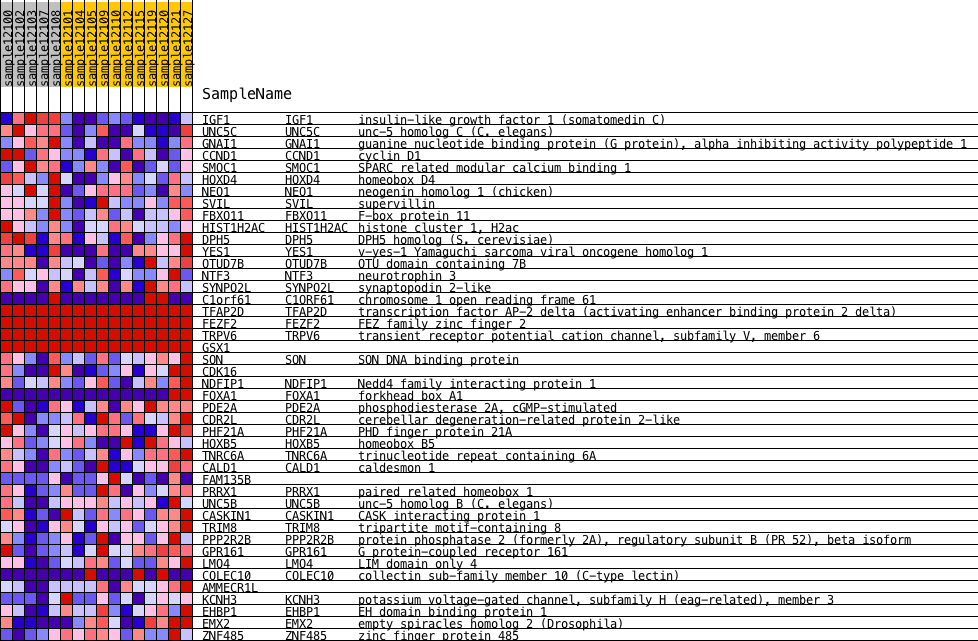 sample12100 sample12102 sample12103 sample12107 sample12108 sample12101 sample12104 sample12105 sample12109 sample12110 sample12112 sample12115 sample12119 sample12120 sample12121 sample12127
SampleName
IGF1 IGF1 insulin-like growth factor 1 (somatomedin C)
UNC5C UNC5C unc-5 homolog C (C. elegans)
GNAI1 GNAI1 guanine nucleotide binding protein (G protein), alpha inhibiting activity polypeptide 1
CCND1 CCND1 cyclin D1
SMOC1 SMOC1 SPARC related modular calcium binding 1
HOXD4 HOXD4 homeobox D4
NEO1 NEO1 neogenin homolog 1 (chicken)
SVIL SVIL supervillin
FBXO11 FBXO11 F-box protein 11
HIST1H2AC HIST1H2AC histone cluster 1, H2ac
DPH5 DPH5 DPH5 homolog (S. cerevisiae)
YES1 YES1 v-yes-1 Yamaguchi sarcoma viral oncogene homolog 1
OTUD7B OTUD7B OTU domain containing 7B
NTF3 NTF3 neurotrophin 3
SYNPO2L SYNPO2L synaptopodin 2-like
C1orf61 C1ORF61 chromosome 1 open reading frame 61
TFAP2D TFAP2D transcription factor AP-2 delta (activating enhancer binding protein 2 delta)
FEZF2 FEZF2 FEZ family zinc finger 2
TRPV6 TRPV6 transient receptor potential cation channel, subfamily V, member 6
GSX1
SON SON SON DNA binding protein
CDK16
NDFIP1 NDFIP1 Nedd4 family interacting protein 1
FOXA1 FOXA1 forkhead box A1
PDE2A PDE2A phosphodiesterase 2A, cGMP-stimulated
CDR2L CDR2L cerebellar degeneration-related protein 2-like
PHF21A PHF21A PHD finger protein 21A
HOXB5 HOXB5 homeobox B5
TNRC6A TNRC6A trinucleotide repeat containing 6A
CALD1 CALD1 caldesmon 1
FAM135B
PRRX1 PRRX1 paired related homeobox 1
UNC5B UNC5B unc-5 homolog B (C. elegans)
CASKIN1 CASKIN1 CASK interacting protein 1
TRIM8 TRIM8 tripartite motif-containing 8
PPP2R2B PPP2R2B protein phosphatase 2 (formerly 2A), regulatory subunit B (PR 52), beta isoform
GPR161 GPR161 G protein-coupled receptor 161
LMO4 LMO4 LIM domain only 4
COLEC10 COLEC10 collectin sub-family member 10 (C-type lectin)
AMMECR1L
KCNH3 KCNH3 potassium voltage-gated channel, subfamily H (eag-related), member 3
EHBP1 EHBP1 EH domain binding protein 1
EMX2 EMX2 empty spiracles homolog 2 (Drosophila)
ZNF485 ZNF485 zinc finger protein 485